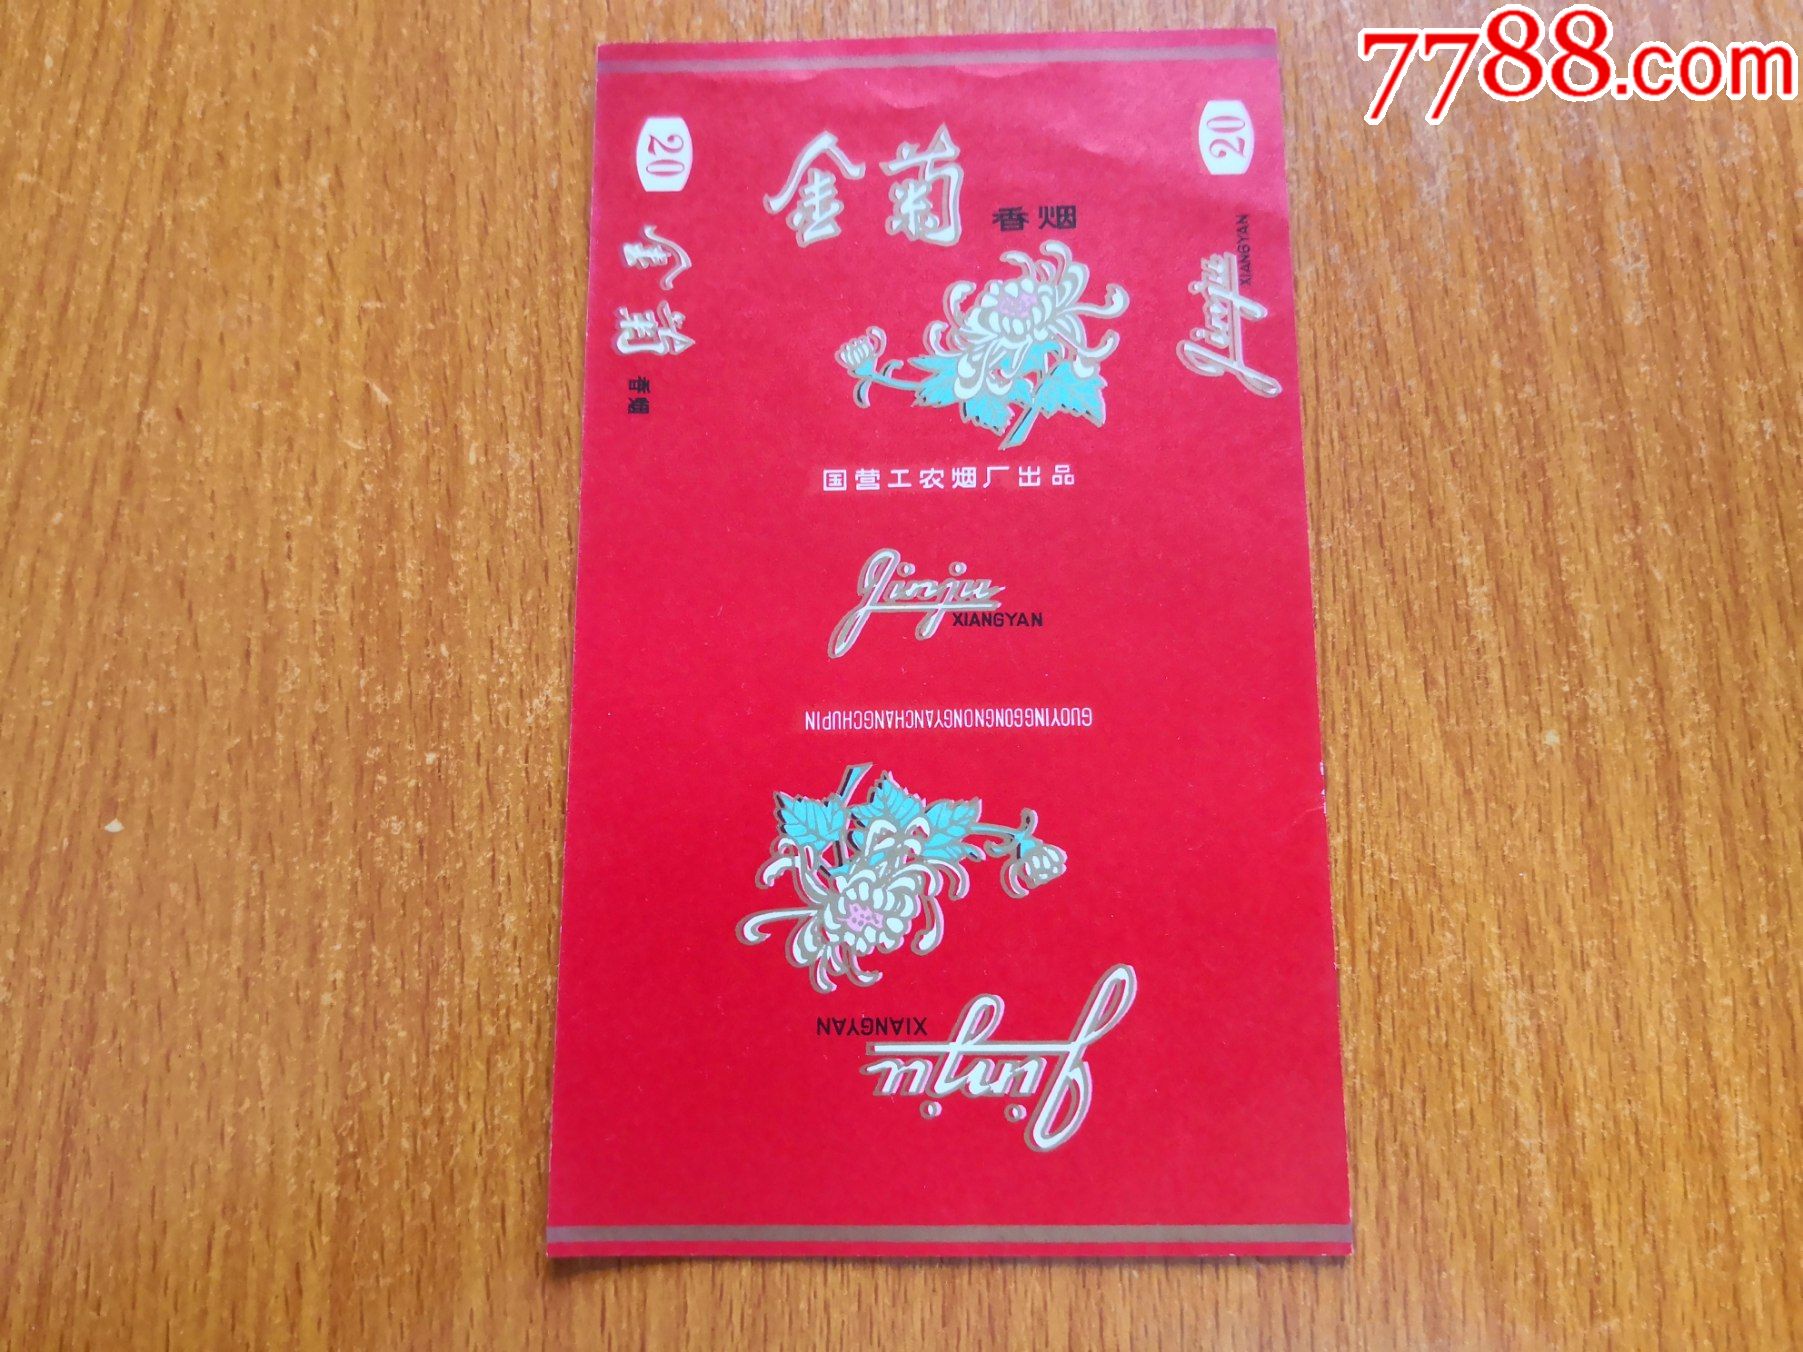 7788.com
20
金菊
香烟
20
金菊
香烟
Jinju
XIANGYAN
国营工农烟厂出品
Jinju
XIANGYAN
GUOYINGGONGNONGYANCHANGCHUPIN
XIANGYAN
Jinju